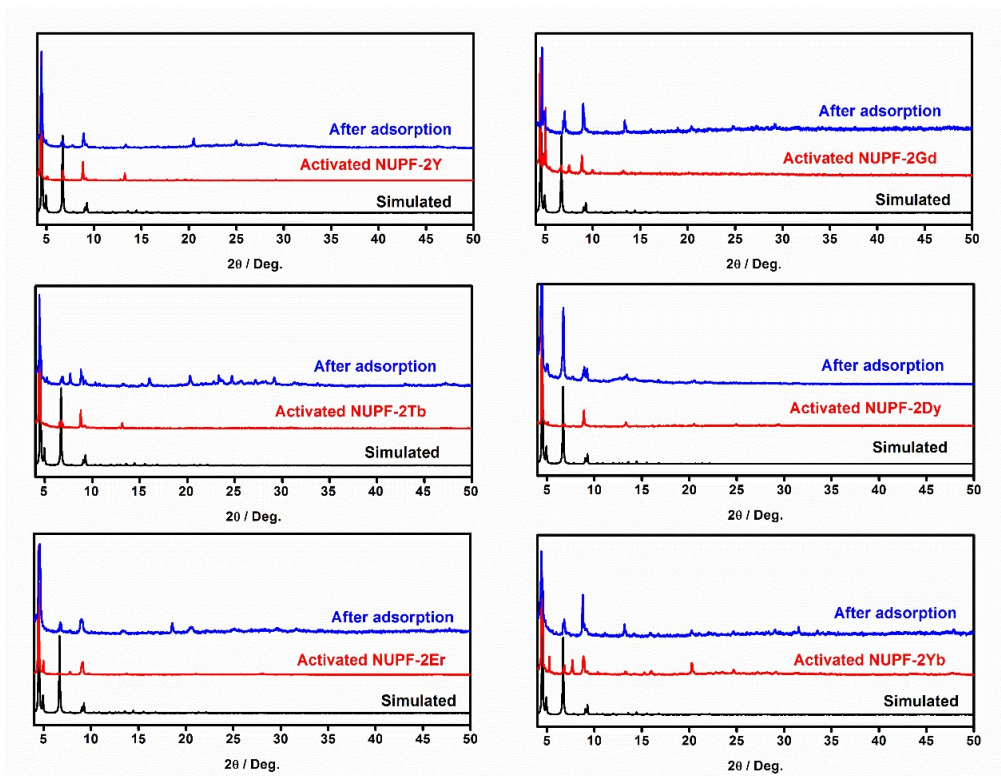 After adsorption
Activated NUPF-2Y
Simulated
5 10 15 20 25 30 35 40 45 50
2θ / Deg.
After adsorption
Activated NUPF-2Gd
Simulated
5 10 15 20 25 30 35 40 45 50
2θ / Deg.
After adsorption
Activated NUPF-2Tb
Simulated
5 10 15 20 25 30 35 40 45 50
2θ / Deg.
After adsorption
Activated NUPF-2Dy
Simulated
5 10 15 20 25 30 35 40 45 50
2θ / Deg.
After adsorption
Activated NUPF-2Er
Simulated
5 10 15 20 25 30 35 40 45 50
2θ / Deg.
After adsorption
Activated NUPF-2Yb
Simulated
5 10 15 20 25 30 35 40 45 50
2θ / Deg.